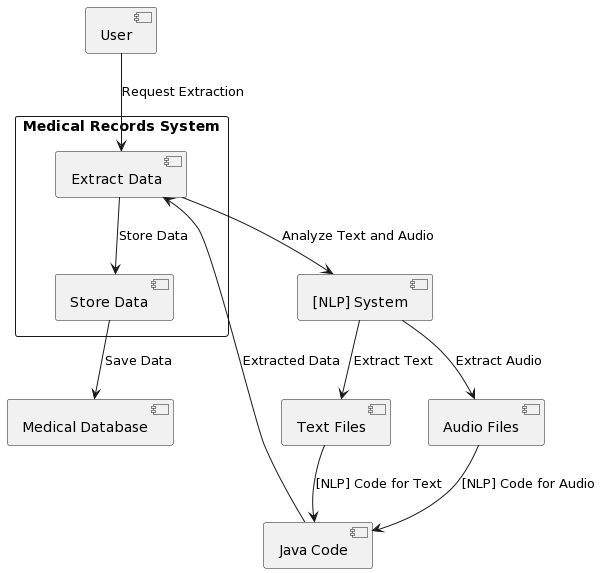 User
Request Extraction
Medical Records System
Extract Data
Store Data
Analyze Text and Audio
Store Data
[NLP] System
Save Data
Extracted Data
Extract Text
Extract Audio
Medical Database
Text Files
Audio Files
[NLP] Code for Text
[NLP] Code for Audio
Java Code